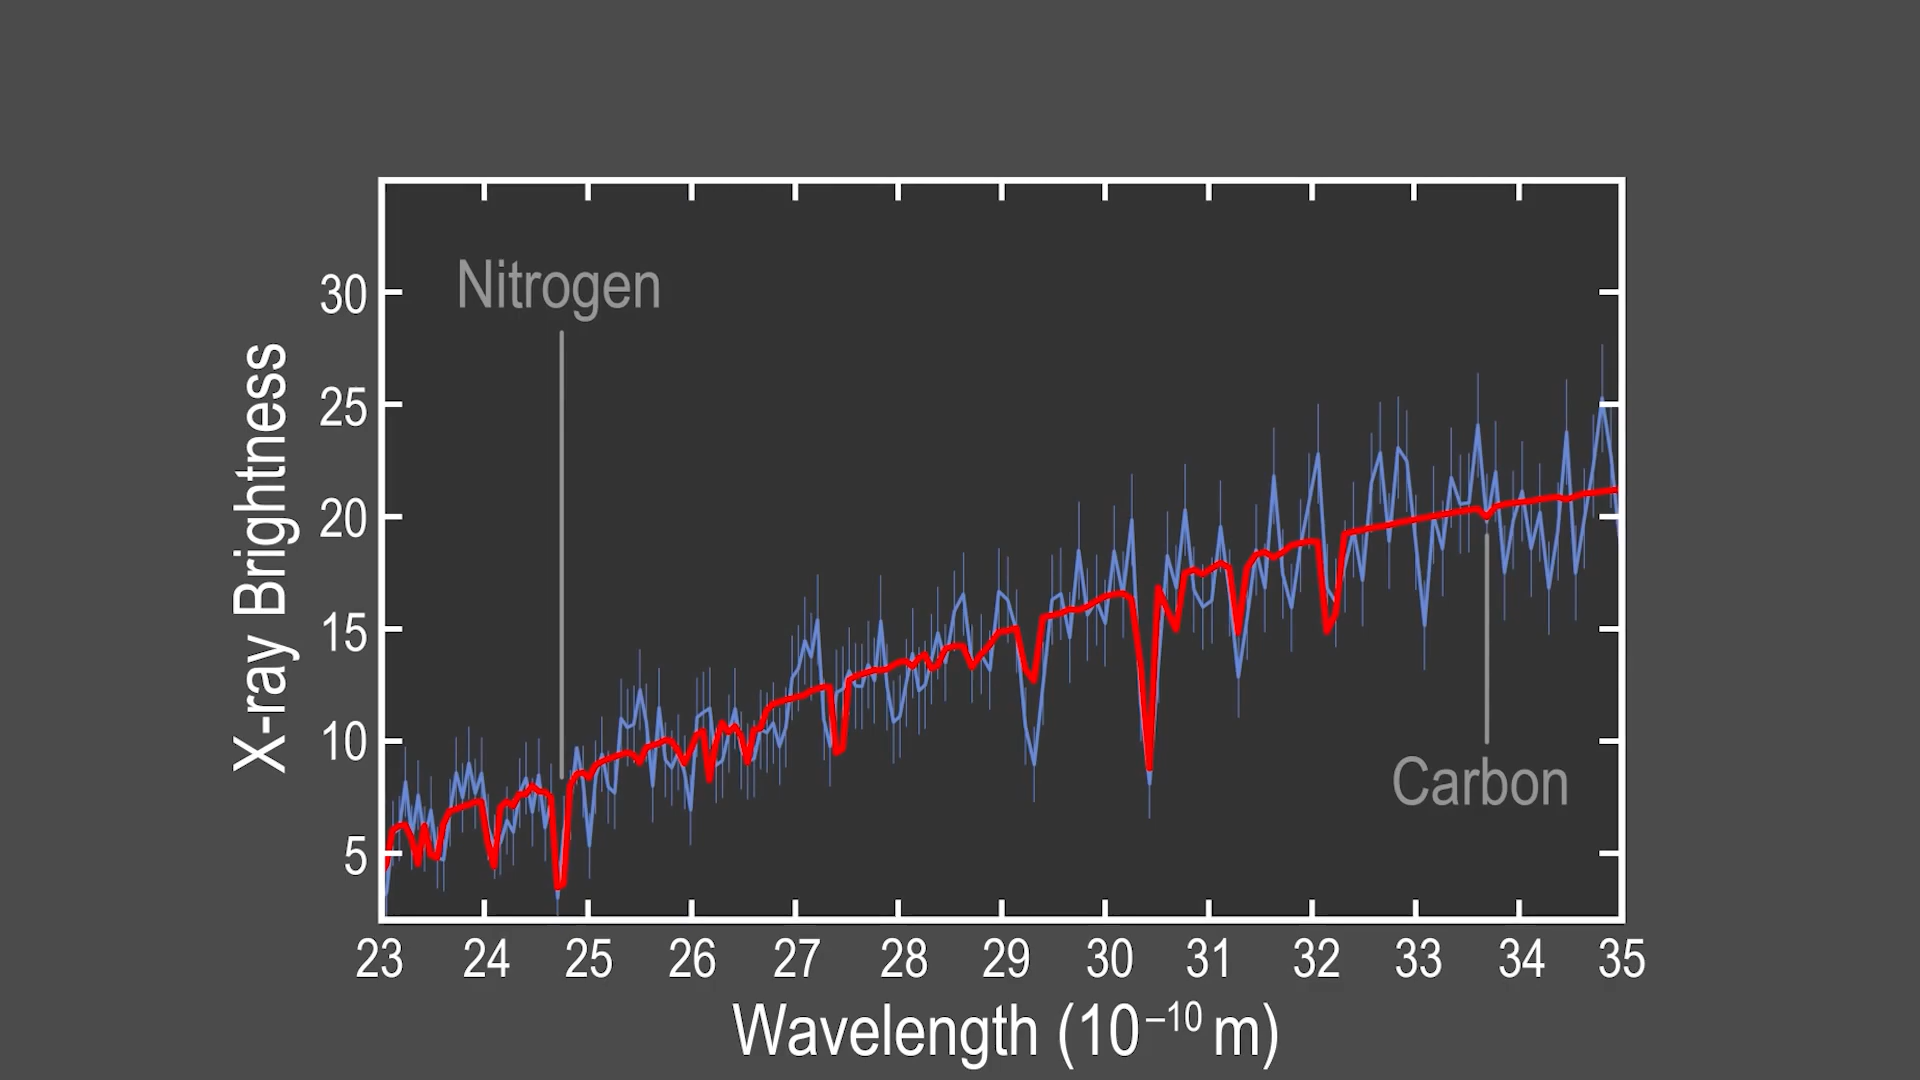 Nitrogen
30
25
20
15
10
5
X-ray Brightness
Carbon
23 24 25 26 27 28 29 30 31 32 33 34 35
Wavelength (10⁻¹⁰ m)